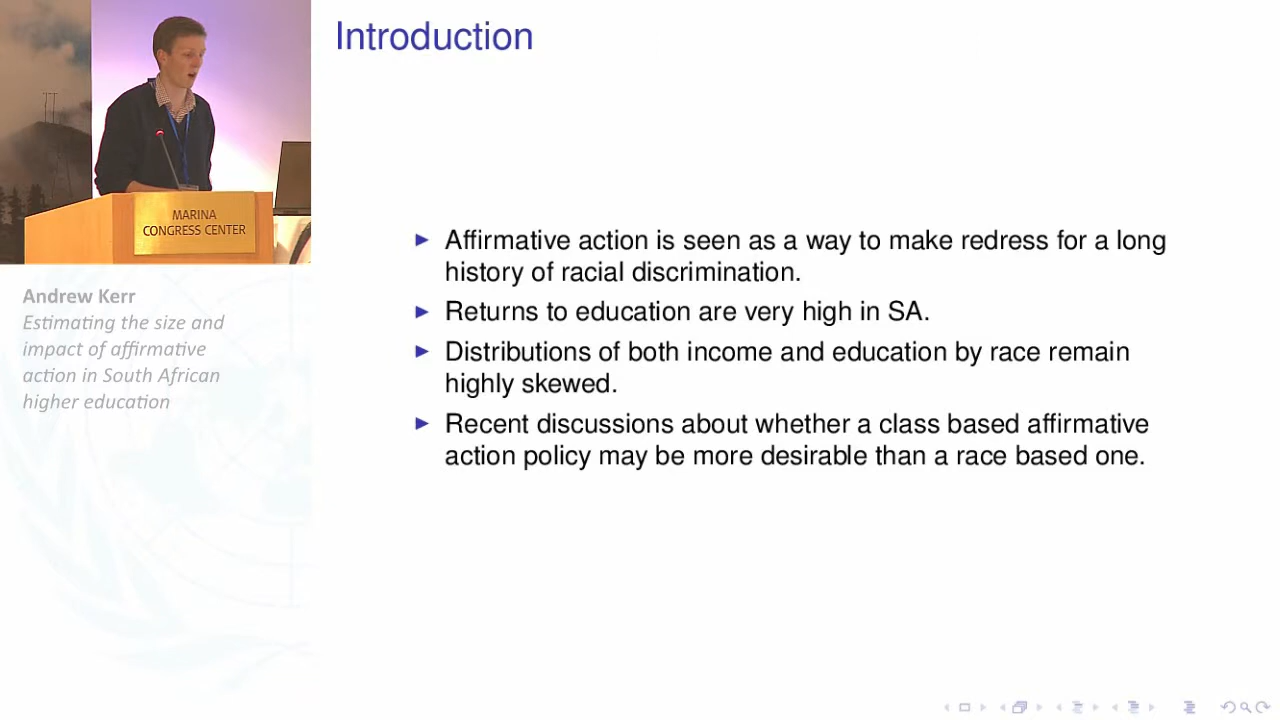 Introduction
MARINA
CONGRESS CENTER
Andrew Kerr
Estimating the size and
impact of affirmative
action in South African
higher education
Affirmative action is seen as a way to make redress for a long
history of racial discrimination.
Returns to education are very high in SA.
Distributions of both income and education by race remain
highly skewed.
Recent discussions about whether a class based affirmative
action policy may be more desirable than a race based one.